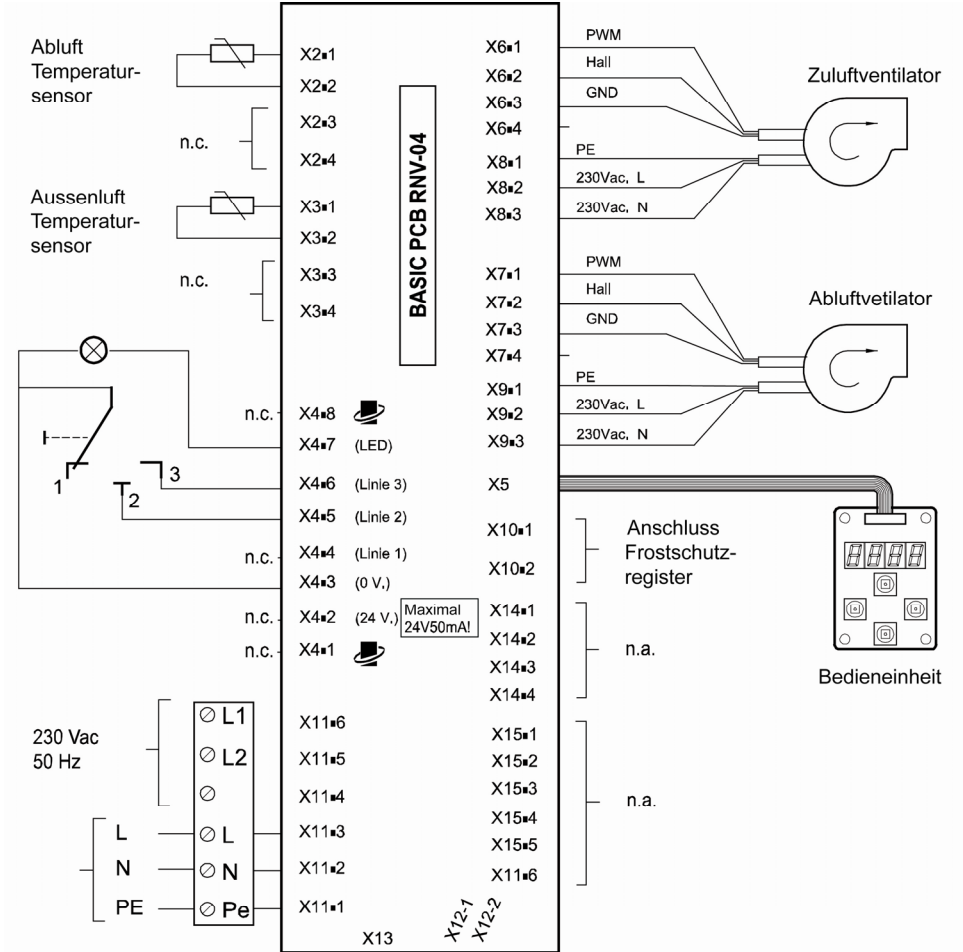 Abluft
Temperatur-
sensor
n.c.
Aussenluft
Temperatur-
sensor
n.c.
1
2
3
n.c.
n.c.
n.c.
n.c.
230 Vac
50 Hz
L
N
PE
L1
L2
L
N
Pe
X2∎1
X2∎2
X2∎3
X2∎4
X3∎1
X3∎2
X3∎3
X3∎4
X4∎8
X4∎7 (LED)
X4∎6 (Linie 3)
X4∎5 (Linie 2)
X4∎4 (Linie 1)
X4∎3 (0 V.)
X4∎2 (24 V.)
Maximal
24V50mA!
X4∎1
X11∎6
X11∎5
X11∎4
X11∎3
X11∎2
X11∎1
X13
X12-1
X12-2
BASIC PCB RNV-04
X6∎1
X6∎2
X6∎3
X6∎4
X8∎1
X8∎2
X8∎3
X7∎1
X7∎2
X7∎3
X7∎4
X9∎1
X9∎2
X9∎3
X5
X10∎1
X10∎2
X14∎1
X14∎2
X14∎3
X14∎4
X15∎1
X15∎2
X15∎3
X15∎4
X15∎5
X11∎6
PWM
Hall
GND
PE
230Vac, L
230Vac, N
Zuluftventilator
PWM
Hall
GND
PE
230Vac, L
230Vac, N
Abluftvetilator
Anschluss
Frostschutz-
register
n.a.
n.a.
8888
Bedieneinheit